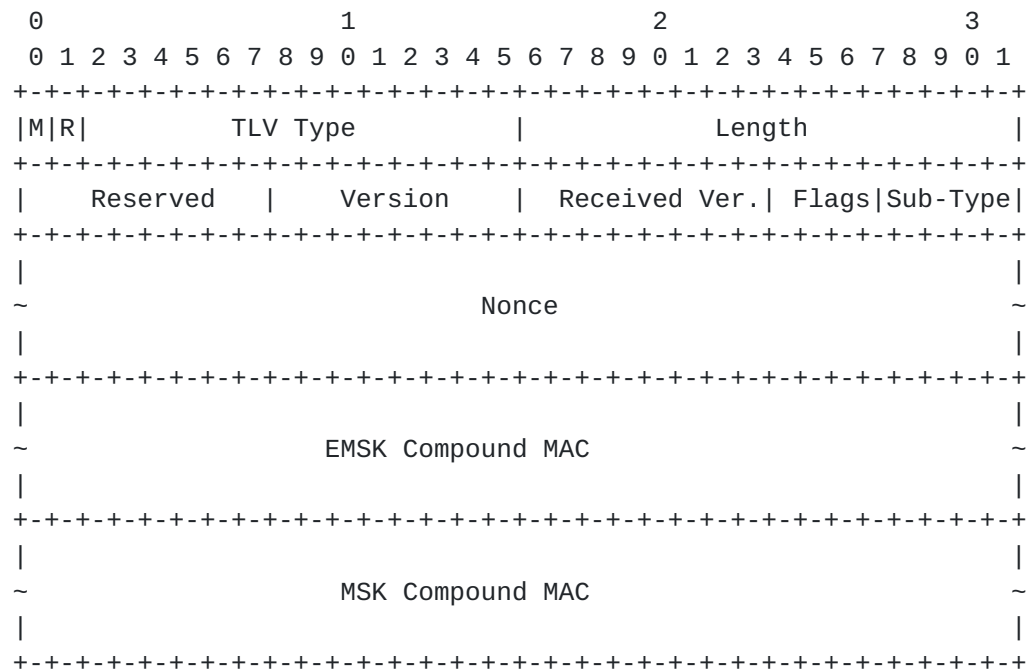 0                   1                   2                   3
 0 1 2 3 4 5 6 7 8 9 0 1 2 3 4 5 6 7 8 9 0 1 2 3 4 5 6 7 8 9 0 1
+-+-+-+-+-+-+-+-+-+-+-+-+-+-+-+-+-+-+-+-+-+-+-+-+-+-+-+-+-+-+-+-+
|M|R|         TLV Type          |            Length             |
+-+-+-+-+-+-+-+-+-+-+-+-+-+-+-+-+-+-+-+-+-+-+-+-+-+-+-+-+-+-+-+-+
|    Reserved   |    Version    |  Received Ver.| Flags|Sub-Type|
+-+-+-+-+-+-+-+-+-+-+-+-+-+-+-+-+-+-+-+-+-+-+-+-+-+-+-+-+-+-+-+-+
|                                                               |
~                             Nonce                             ~
|                                                               |
+-+-+-+-+-+-+-+-+-+-+-+-+-+-+-+-+-+-+-+-+-+-+-+-+-+-+-+-+-+-+-+-+
|                                                               |
~                   EMSK Compound MAC                           ~
|                                                               |
+-+-+-+-+-+-+-+-+-+-+-+-+-+-+-+-+-+-+-+-+-+-+-+-+-+-+-+-+-+-+-+-+
|                                                               |
~                    MSK Compound MAC                           ~
|                                                               |
+-+-+-+-+-+-+-+-+-+-+-+-+-+-+-+-+-+-+-+-+-+-+-+-+-+-+-+-+-+-+-+-+